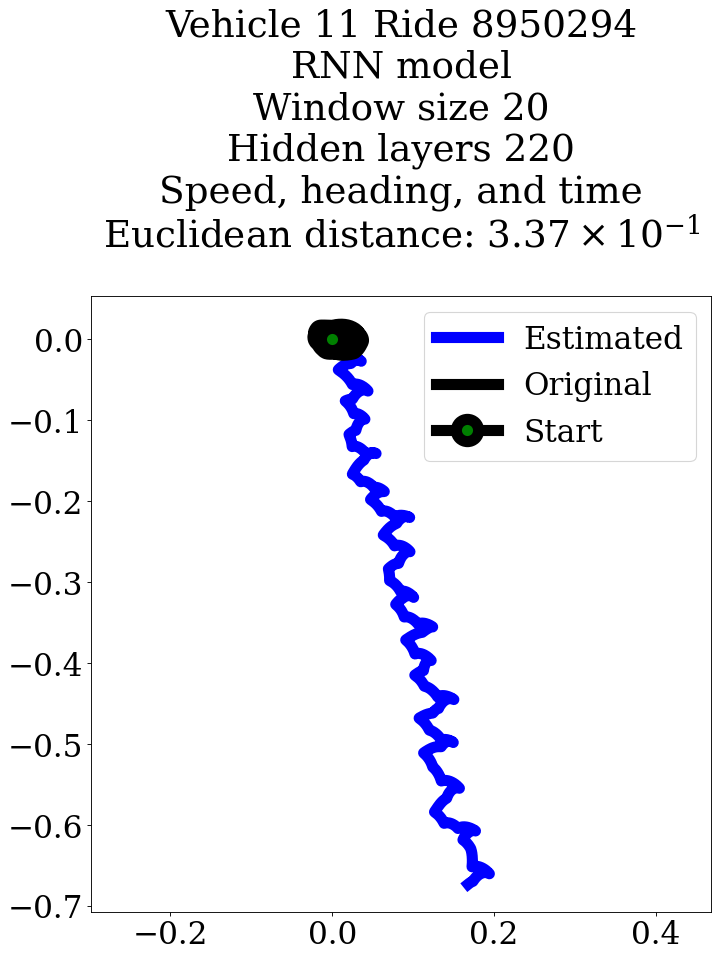 Vehicle 11 Ride 8950294
RNN model
Window size 20
Hidden layers 220
Speed, heading, and time
Euclidean distance: 3.37 × 10⁻¹
Estimated
Original
Start
0.0
−0.1
−0.2
−0.3
−0.4
−0.5
−0.6
−0.7
−0.2 0.0 0.2 0.4